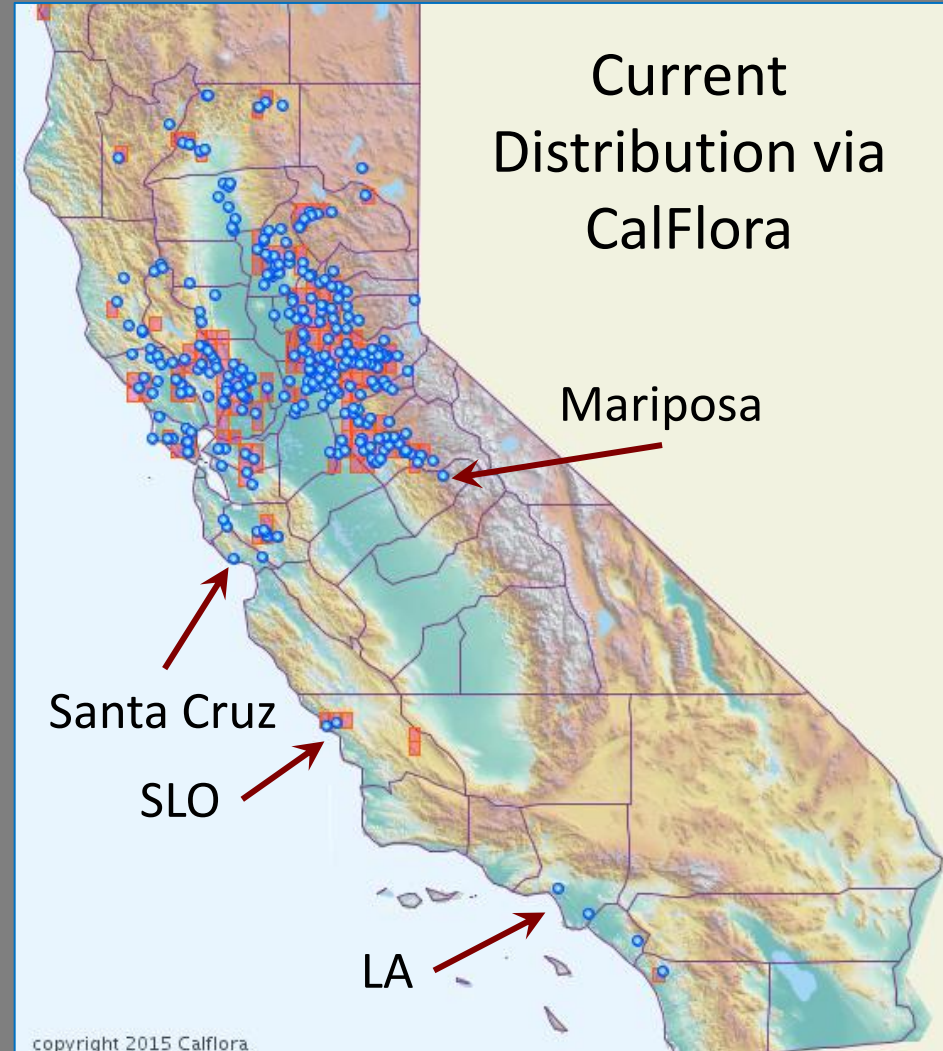 Current
Distribution via
CalFlora
Mariposa
Santa Cruz
SLO
LA
copyright 2015 Calflora